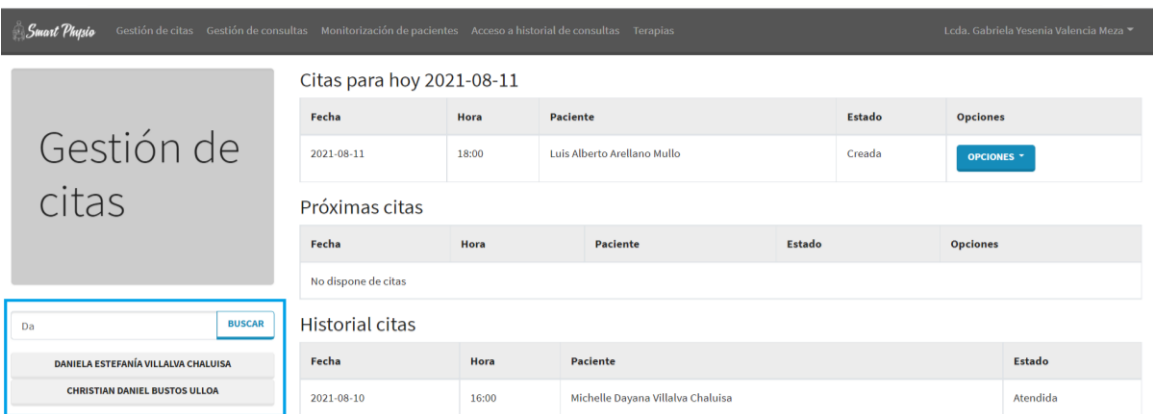 Smart Physio Gestión de citas Gestión de consultas Monitorización de pacientes Acceso a historial de consultas Terapias Lcda. Gabriela Yesenia Valencia Meza
Gestión de
citas
Da BUSCAR
DANIELA ESTEFANÍA VILLALVA CHALUISA
CHRISTIAN DANIEL BUSTOS ULLOA
Citas para hoy 2021-08-11
Fecha Hora Paciente Estado Opciones
2021-08-11 18:00 Luis Alberto Arellano Mullo Creada OPCIONES
Próximas citas
Fecha Hora Paciente Estado Opciones
No dispone de citas
Historial citas
Fecha Hora Paciente Estado
2021-08-10 16:00 Michelle Dayana Villalva Chaluisa Atendida